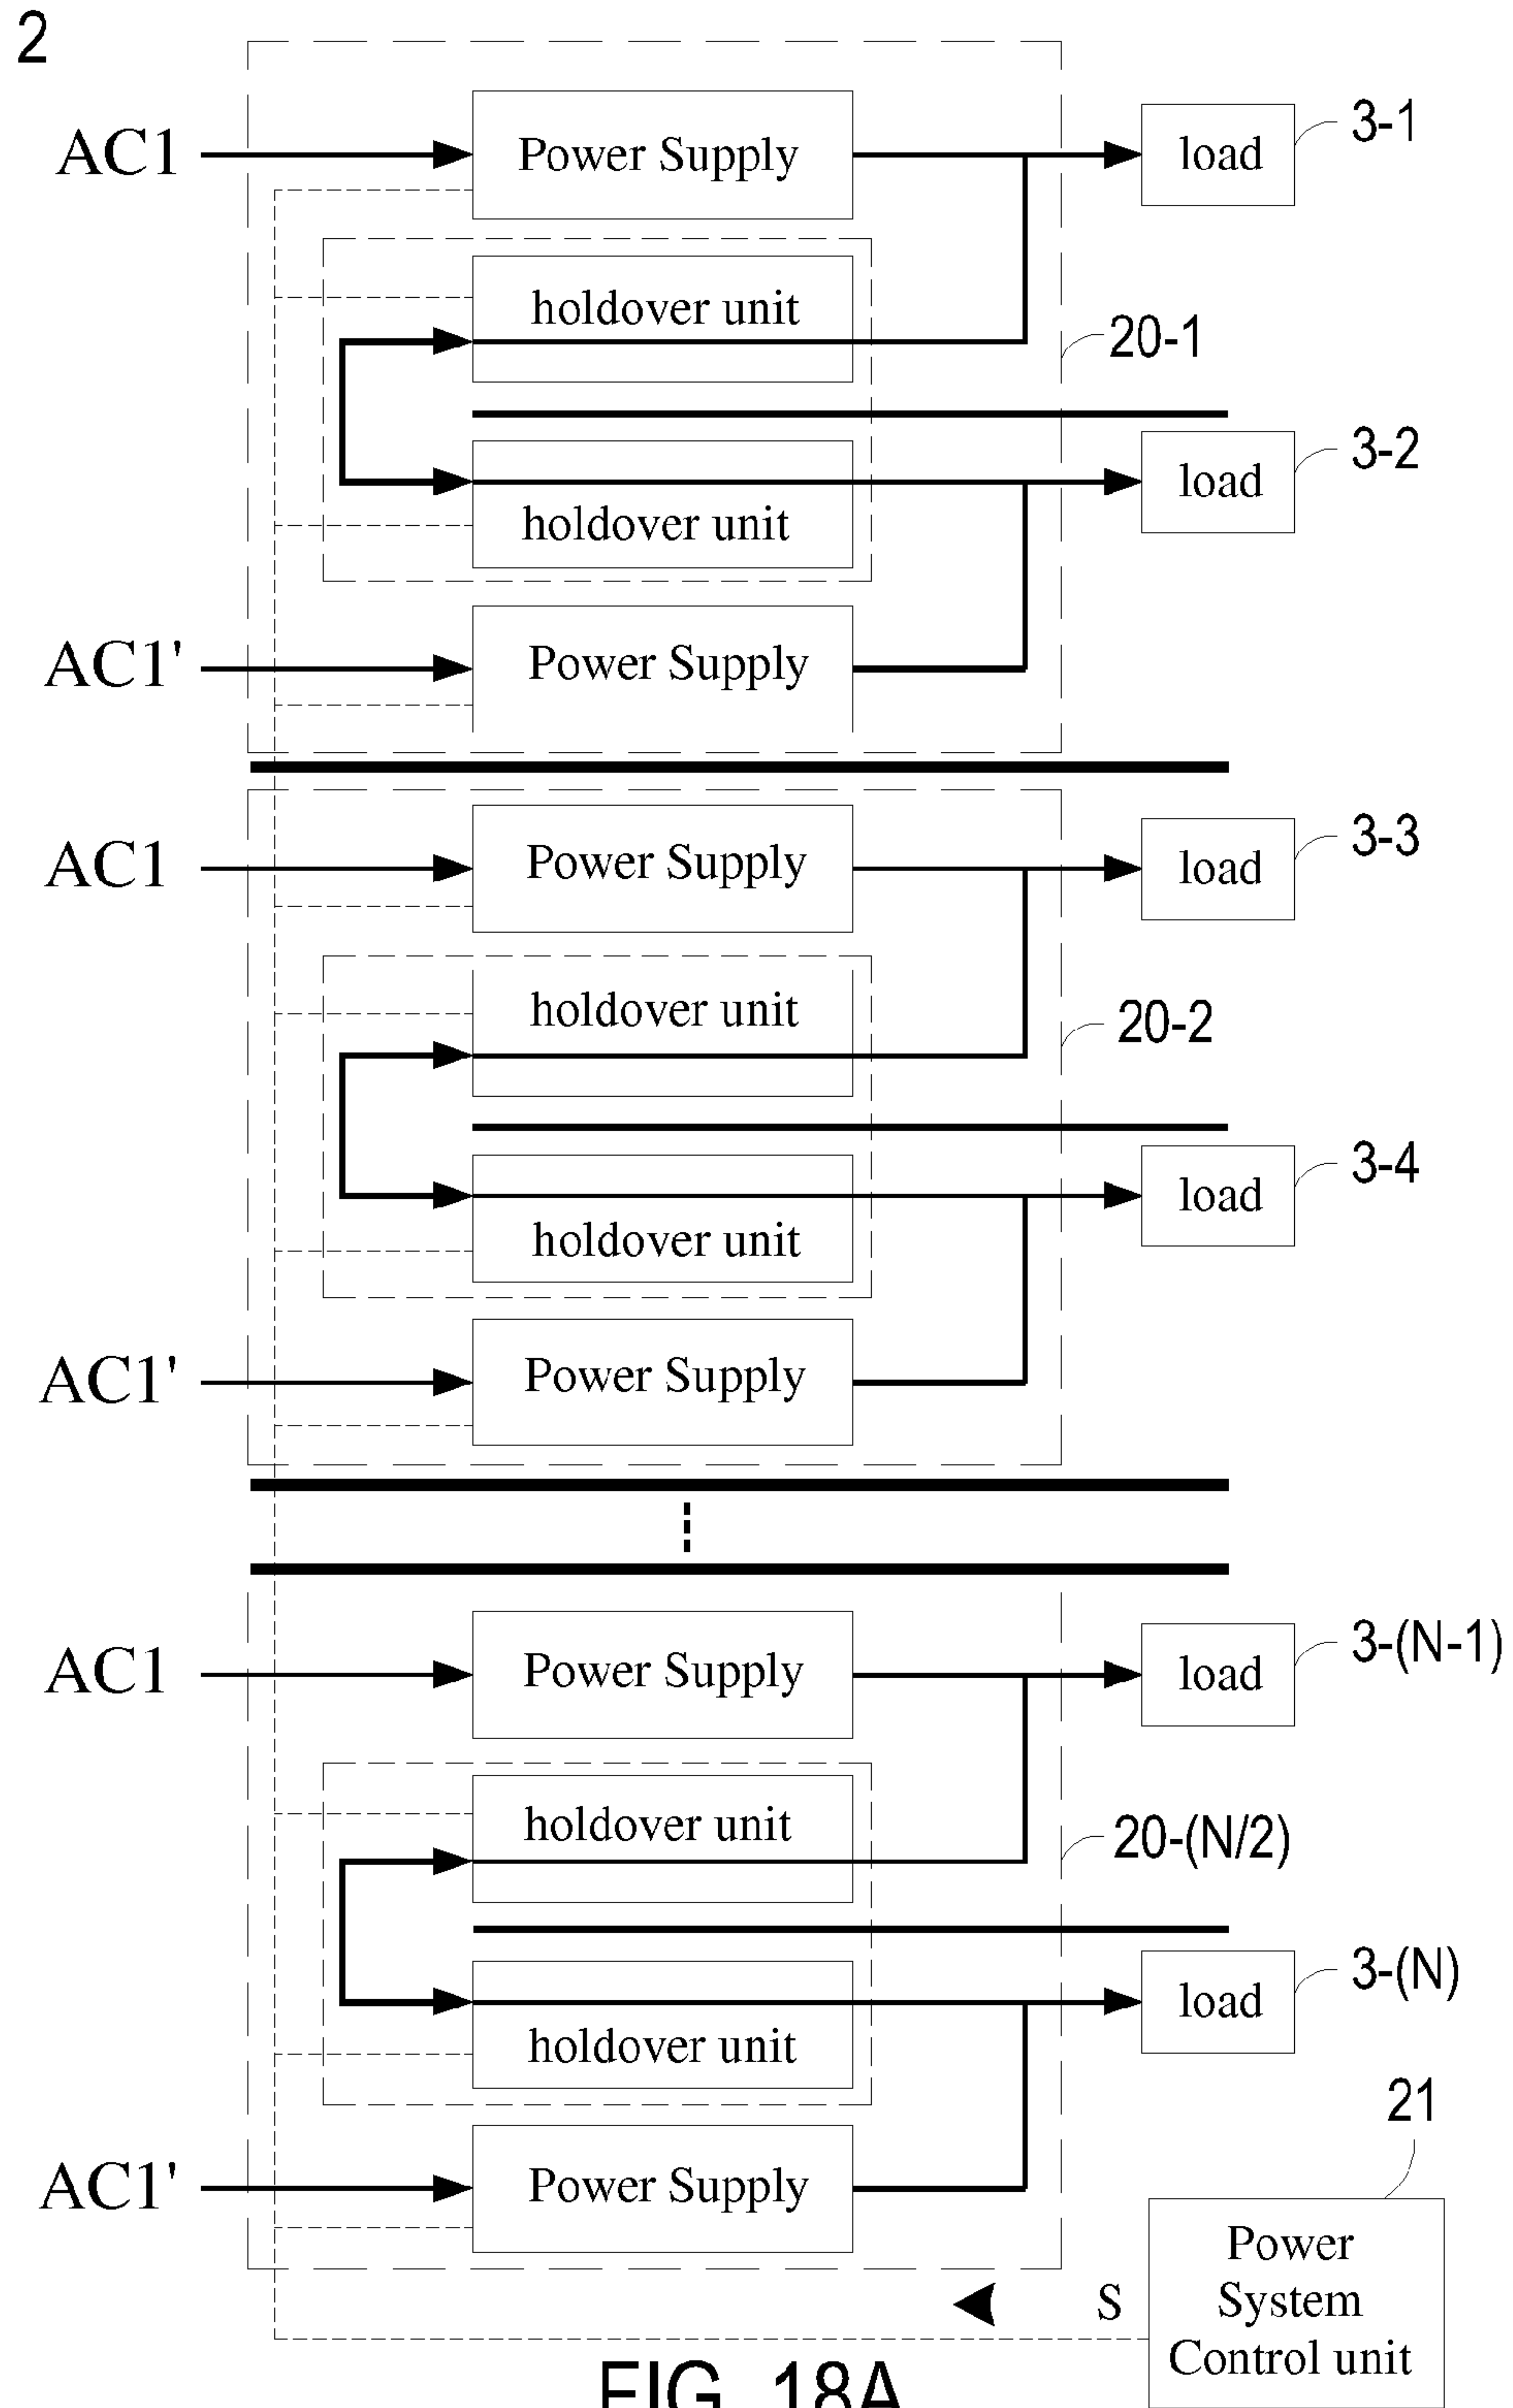 2
AC1
Power Supply
load
3-1
holdover unit
20-1
load
3-2
holdover unit
AC1'
Power Supply
AC1
Power Supply
load
3-3
holdover unit
20-2
load
3-4
holdover unit
AC1'
Power Supply
AC1
Power Supply
load
3-(N-1)
holdover unit
20-(N/2)
load
3-(N)
holdover unit
21
AC1'
Power Supply
Power
System
Control unit
S
FIG. 18A